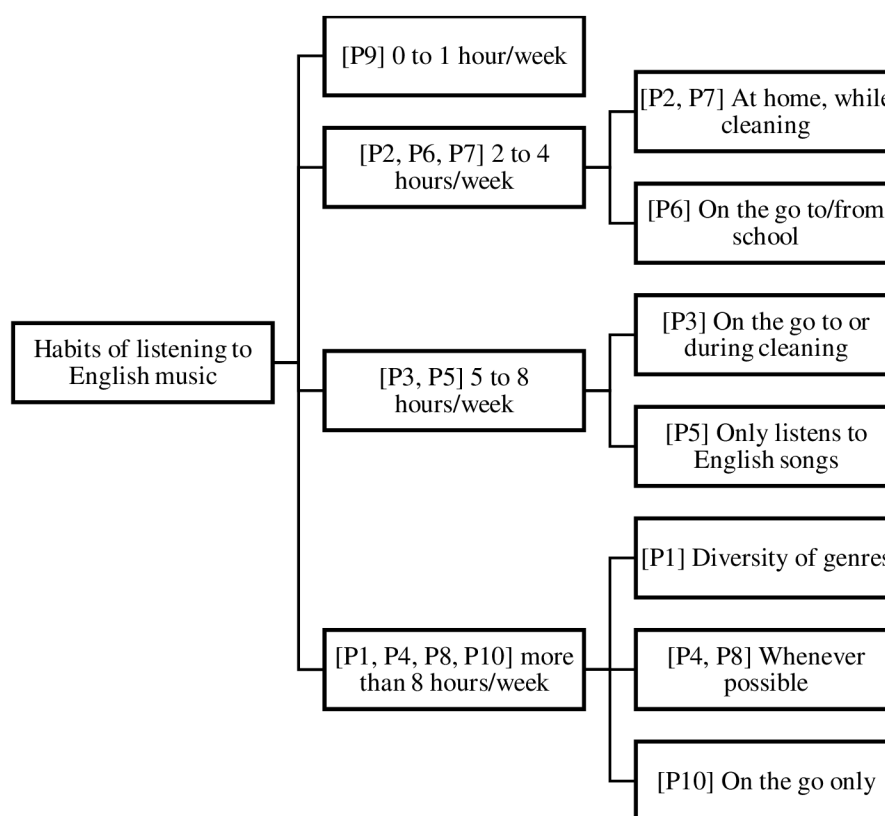 [P9] 0 to 1 hour/week
[P2, P7] At home, while
cleaning
[P2, P6, P7] 2 to 4
hours/week
[P6] On the go to/from
school
Habits of listening to
English music
[P3] On the go to or
during cleaning
[P3, P5] 5 to 8
hours/week
[P5] Only listens to
English songs
[P1] Diversity of genres
[P1, P4, P8, P10] more
than 8 hours/week
[P4, P8] Whenever
possible
[P10] On the go only